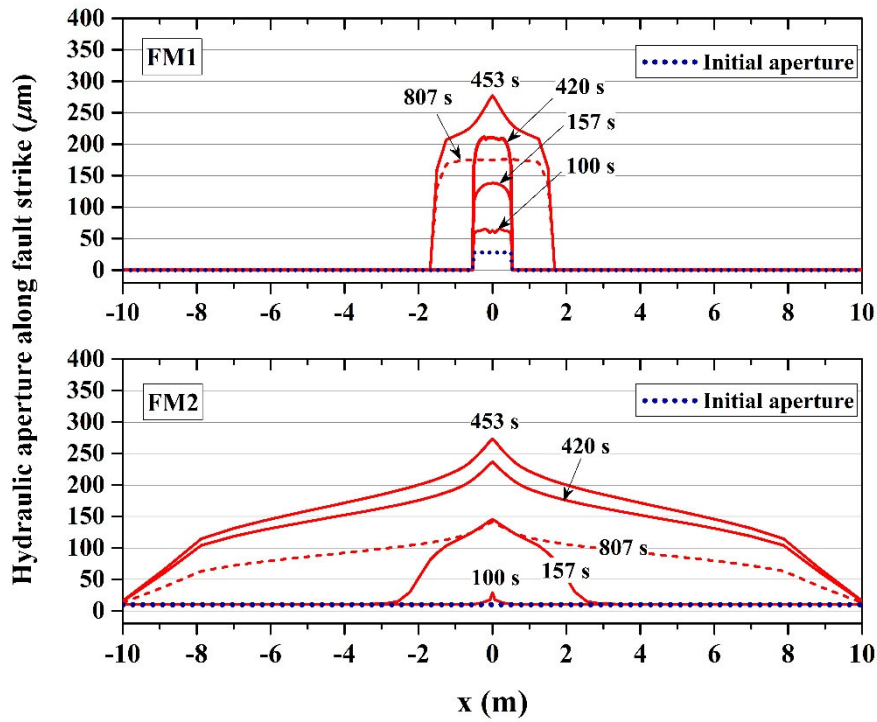 Hydraulic aperture along fault strike (μm)
400
350
300
250
200
150
100
50
0
FM1
Initial aperture
453 s
807 s
420 s
157 s
100 s
-10 -8 -6 -4 -2 0 2 4 6 8 10
400
350
300
250
200
150
100
50
0
FM2
Initial aperture
453 s
420 s
807 s
100 s
157 s
-10 -8 -6 -4 -2 0 2 4 6 8 10
x (m)